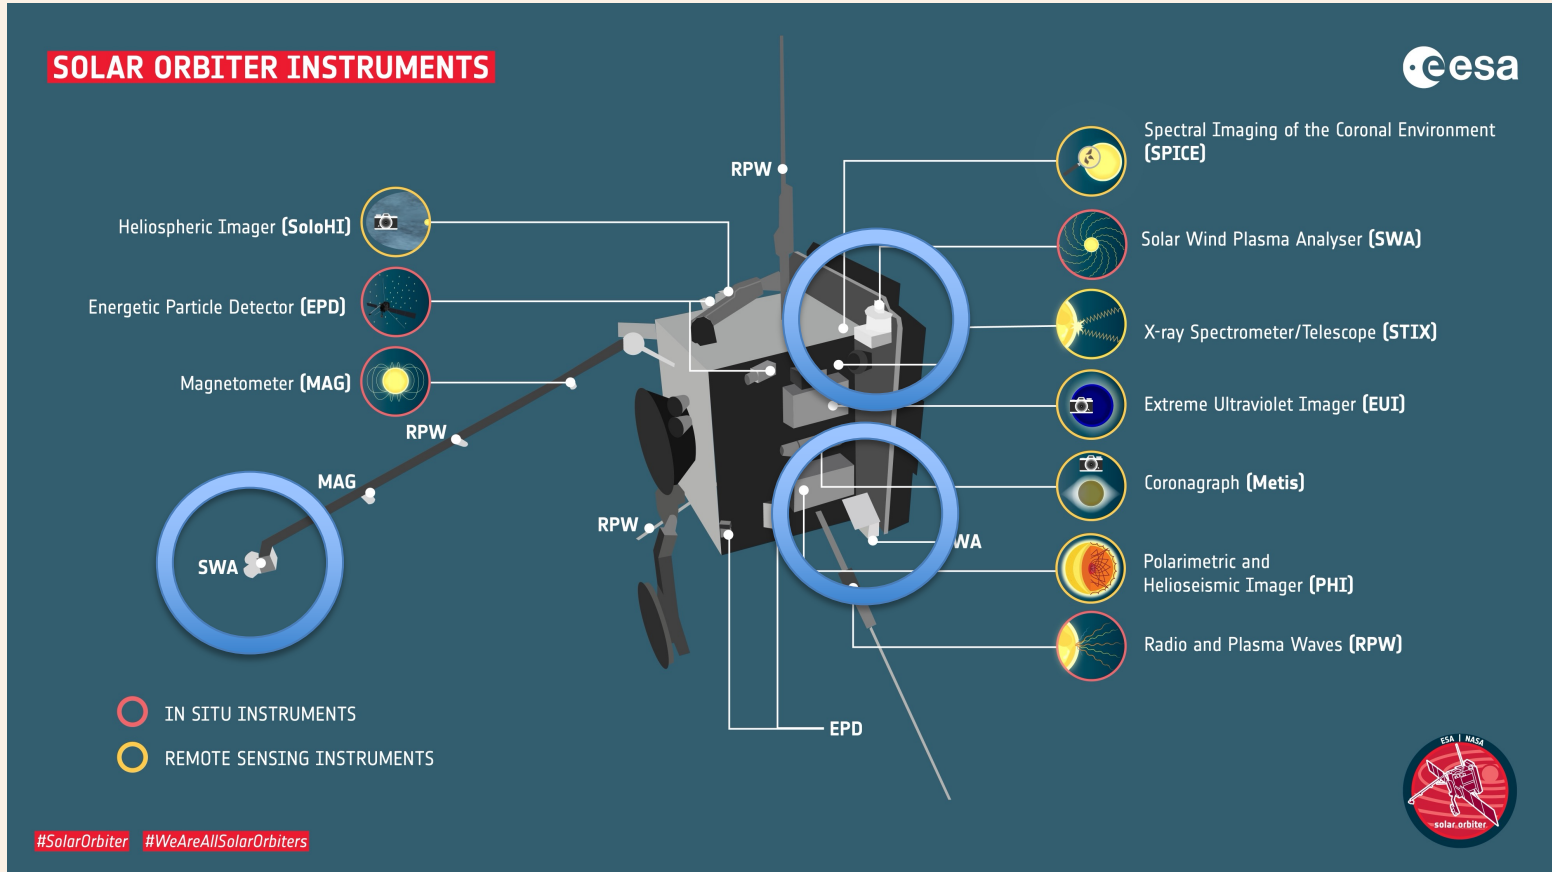 SOLAR ORBITER INSTRUMENTS
esa
RPW
Heliospheric Imager (SoloHI)
Energetic Particle Detector (EPD)
Magnetometer (MAG)
RPW
MAG
SWA
RPW
EPD
Spectral Imaging of the Coronal Environment
(SPICE)
Solar Wind Plasma Analyser (SWA)
X-ray Spectrometer/Telescope (STIX)
Extreme Ultraviolet Imager (EUI)
Coronagraph (Metis)
WA
Polarimetric and
Helioseismic Imager (PHI)
Radio and Plasma Waves (RPW)
IN SITU INSTRUMENTS
REMOTE SENSING INSTRUMENTS
#SolarOrbiter #WeAreAllSolarOrbiters
ESA | NASA
solar orbiter